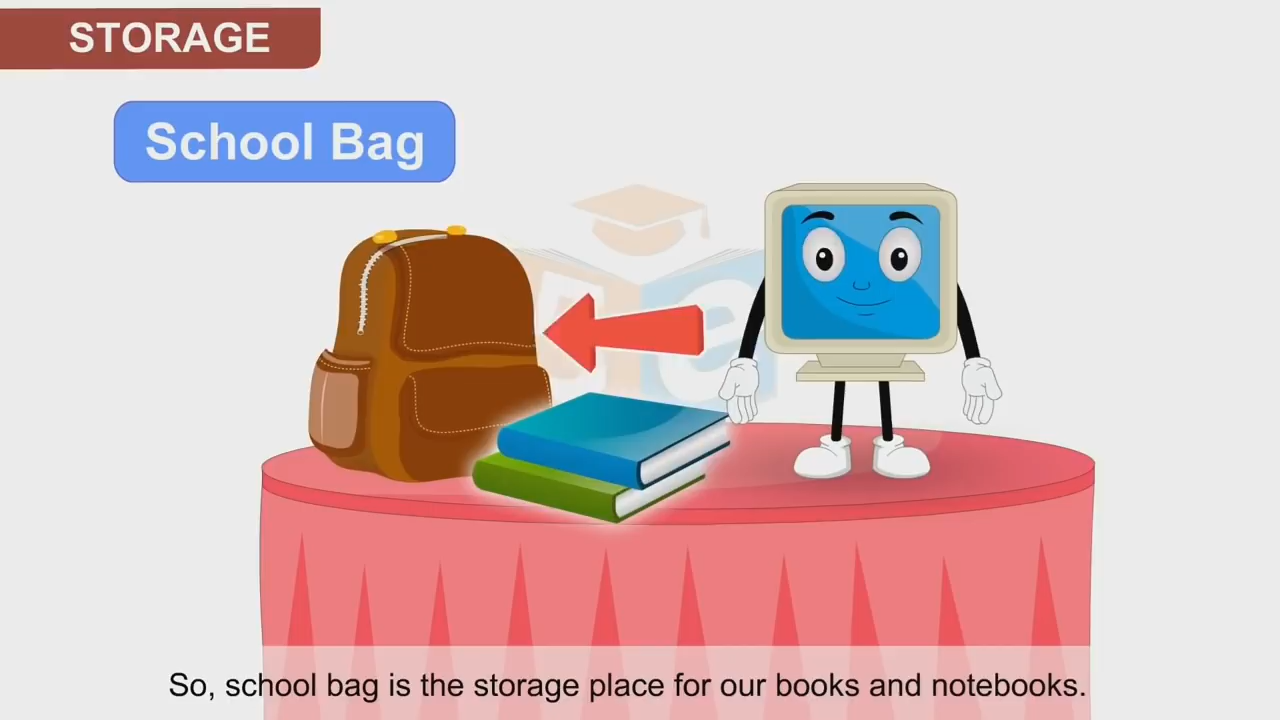 STORAGE
School Bag
So, school bag is the storage place for our books and notebooks.